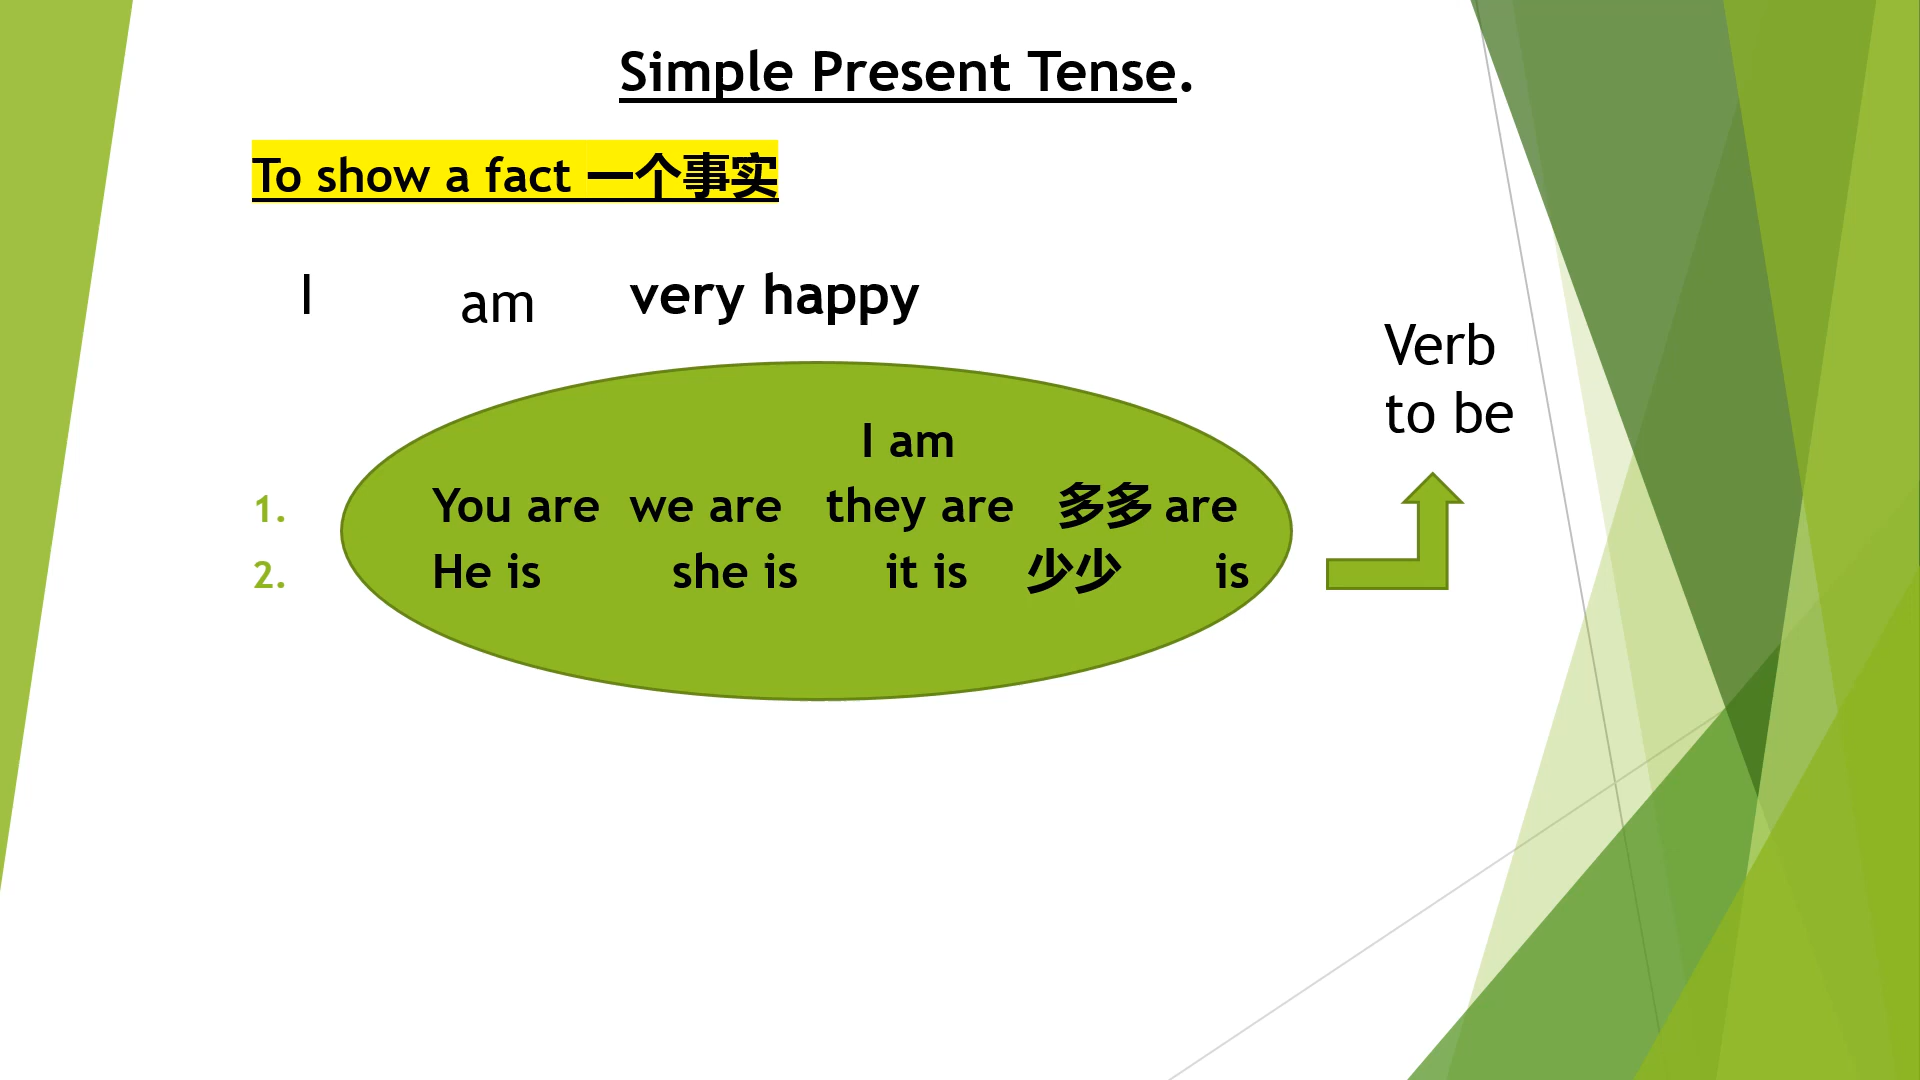 Simple Present Tense.
To show a fact 一个事实
I am very happy
Verb
to be
I am
1. You are we are they are 多多 are
2. He is she is it is 少少 is